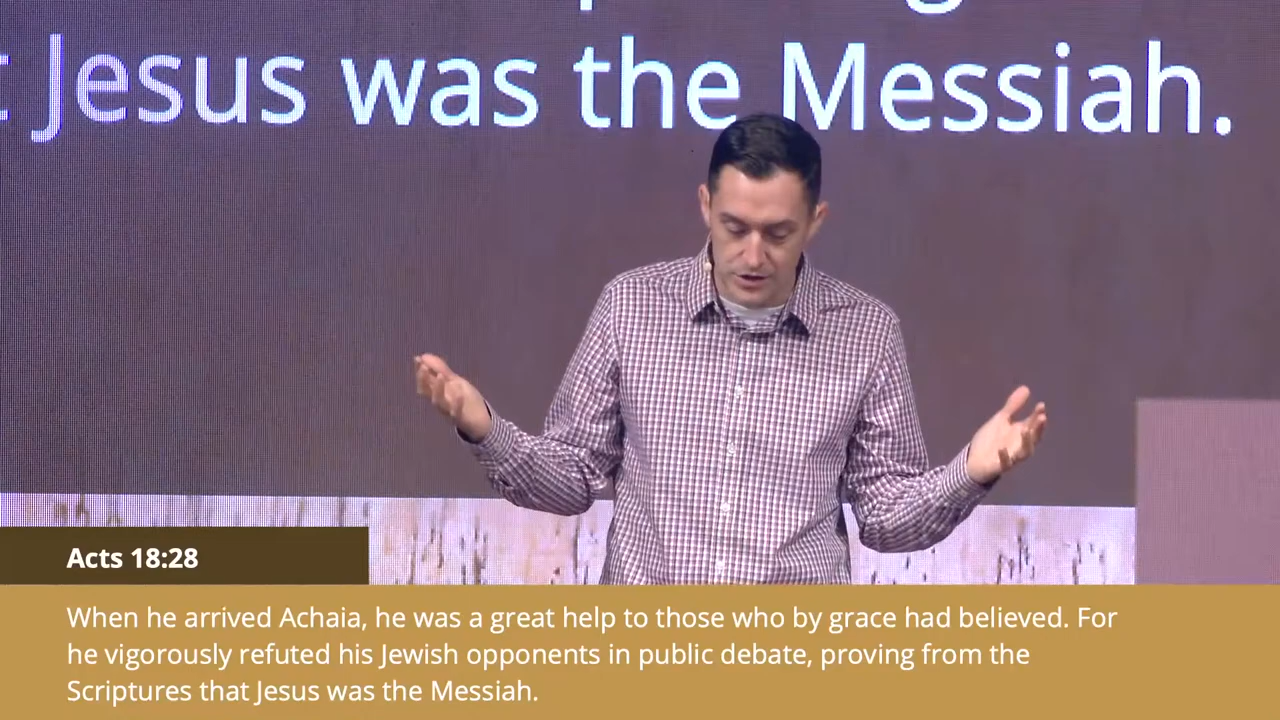 Jesus was the Messiah.
Acts 18:28
When he arrived Achaia, he was a great help to those who by grace had believed. For
he vigorously refuted his Jewish opponents in public debate, proving from the
Scriptures that Jesus was the Messiah.